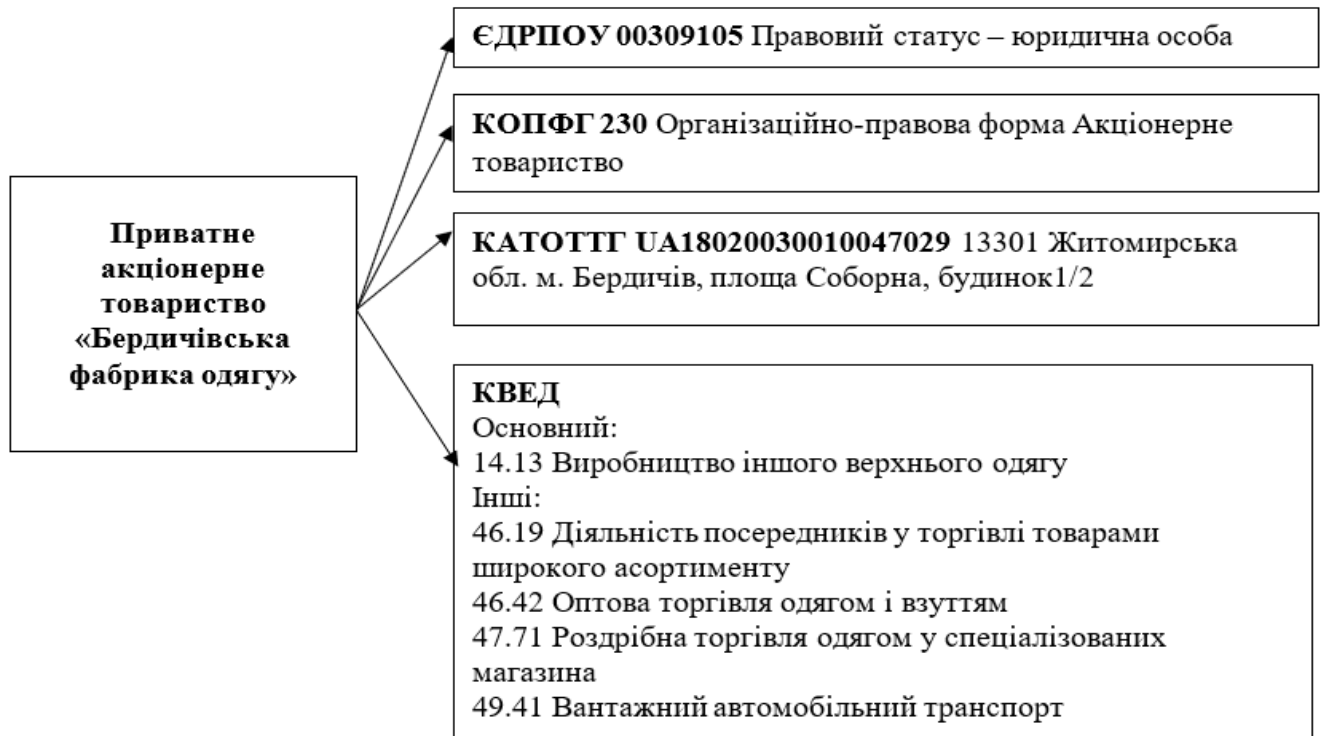 Приватне
акціонерне
товариство
«Бердичівська
фабрика одягу»
ЄДРПОУ 00309105 Правовий статус – юридична особа
КОПФГ 230 Організаційно-правова форма Акціонерне
товариство
КАТОТТГ UA18020030010047029 13301 Житомирська
обл. м. Бердичів, площа Соборна, будинок1/2
КВЕД
Основний:
14.13 Виробництво іншого верхнього одягу
Інші:
46.19 Діяльність посередників у торгівлі товарами
широкого асортименту
46.42 Оптова торгівля одягом і взуттям
47.71 Роздрібна торгівля одягом у спеціалізованих
магазина
49.41 Вантажний автомобільний транспорт